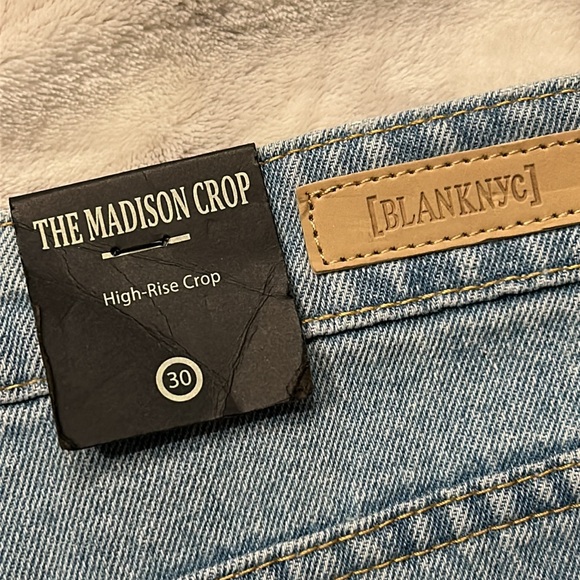 THE MADISON CROP
High-Rise Crop
30
[BLANKNYC]